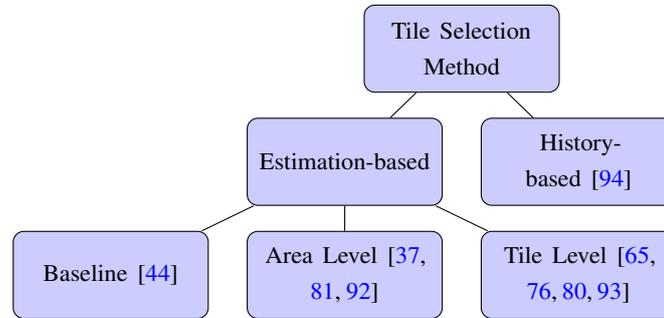 Tile Selection
Method
Estimation-based
History-
based [94]
Baseline [44]
Area Level [37,
81, 92]
Tile Level [65,
76, 80, 93]